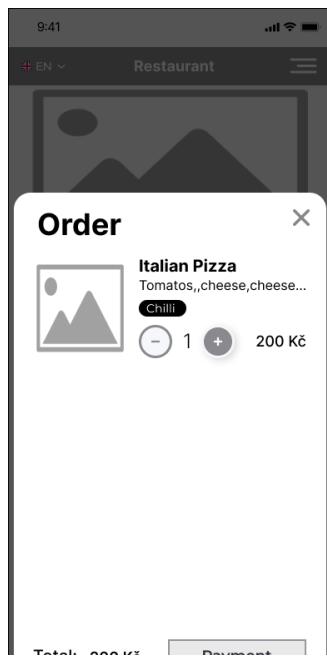 9:41
EN
Restaurant
Order
Italian Pizza
Tomatos,,cheese,cheese...
Chilli
1
200 Kč
Total: 200 Kč
Payment